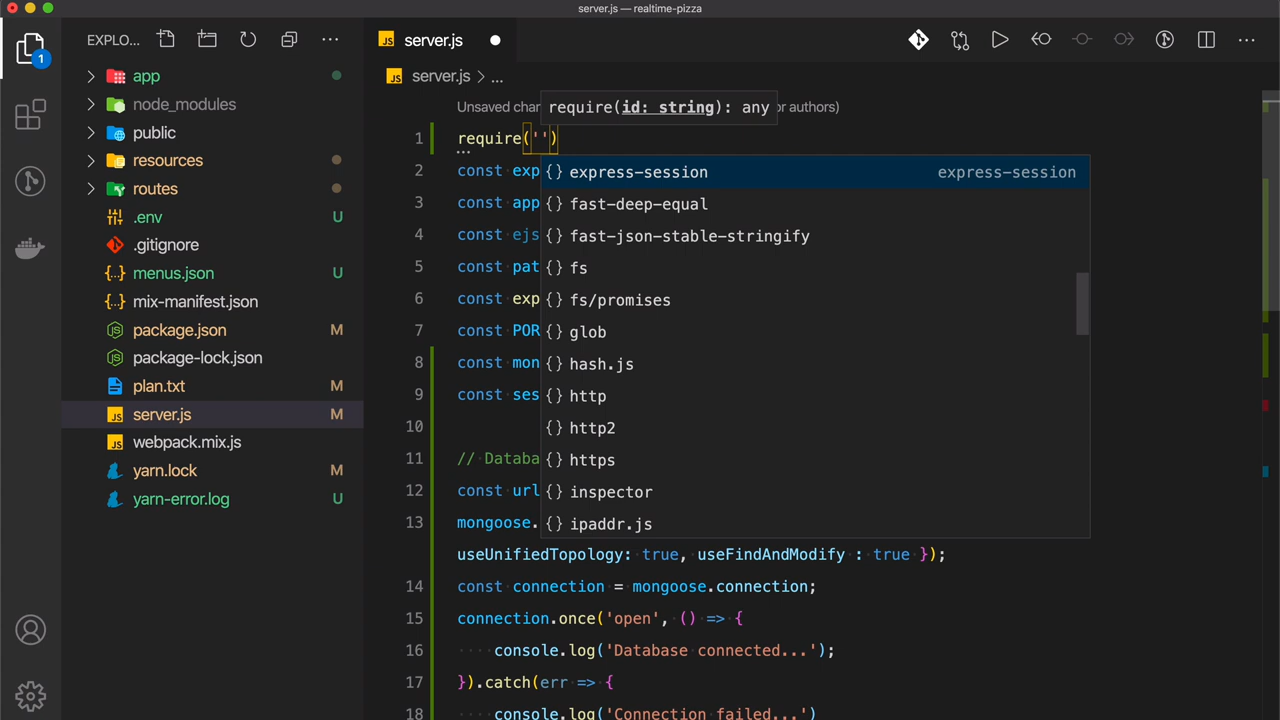 server.js — realtime-pizza
EXPLO...
server.js
1
app
node_modules
public
resources
routes
.env U
.gitignore
menus.json U
mix-manifest.json
package.json M
package-lock.json
plan.txt M
server.js M
webpack.mix.js
yarn.lock M
yarn-error.log U
server.js > ...
Unsaved char
or authors)
require(id: string): any
1 require('')
2 const exp
3 const app
4 const ejs
5 const pat
6 const exp
7 const POR
8 const mon
9 const ses
10
11 // Databa
12 const url
13 mongoose.
useUnifiedTopology: true, useFindAndModify : true });
14 const connection = mongoose.connection;
15 connection.once('open', () => {
16 ····console.log('Database connected...');
17 }).catch(err => {
18 ····console.log('Connection failed...')
{} express-session express-session
{} fast-deep-equal
{} fast-json-stable-stringify
{} fs
{} fs/promises
{} glob
{} hash.js
{} http
{} http2
{} https
{} inspector
{} ipaddr.js